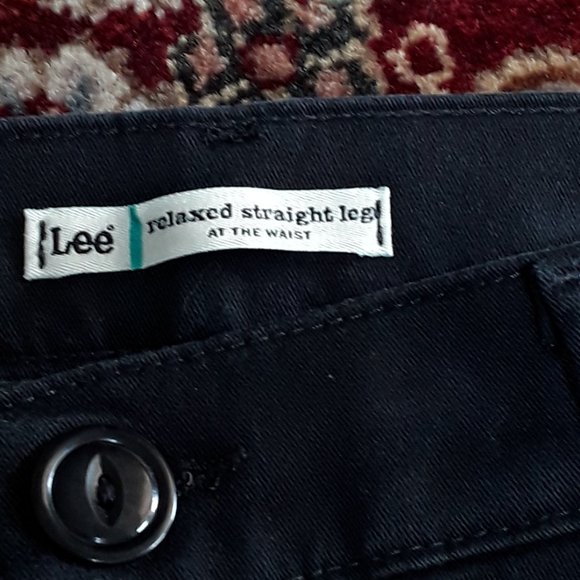 Lee®
relaxed straight leg
AT THE WAIST